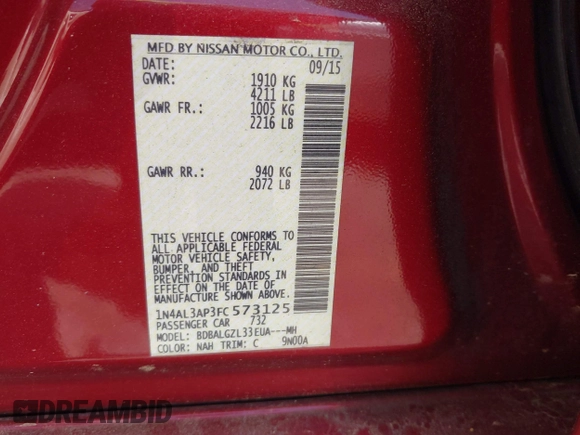 MFD BY NISSAN MOTOR CO., LTD.
DATE: 09/15
GVWR: 1910 KG
4211 LB
GAWR FR.: 1005 KG
2216 LB
GAWR RR.: 940 KG
2072 LB
THIS VEHICLE CONFORMS TO
ALL APPLICABLE FEDERAL
MOTOR VEHICLE SAFETY,
BUMPER, AND THEFT
PREVENTION STANDARDS IN
EFFECT ON THE DATE OF
MANUFACTURE SHOWN ABOVE.
1N4AL3AP3FC573125
PASSENGER CAR 732
MODEL: BDBALGZL33EUA---MH
COLOR: NAH TRIM: C 9N00A
DREAMBID